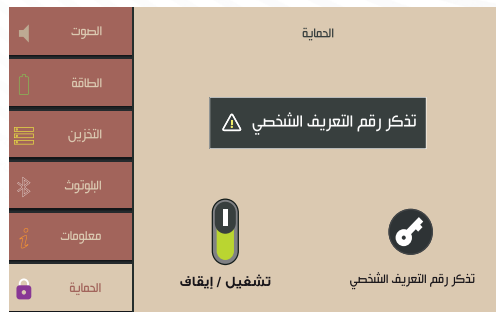 الصوت
الطاقة
التخزين
البلوتوث
معلومات
الحماية
الحماية
تذكر رقم التعريف الشخصي
تذكر رقم التعريف الشخصي
تشغيل / إيقاف